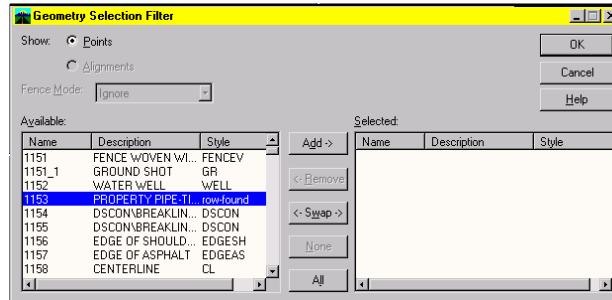 Geometry Selection Filter
Show: Points
Alignments
Fence Mode: Ignore
OK
Cancel
Help
Available:
Name Description Style
1151 FENCE WOVEN WI... FENCEV
1151_1 GROUND SHOT GR
1152 WATER WELL WELL
1153 PROPERTY PIPE-TI... row-found
1154 DSCON\BREAKLIN... DSCON
1155 DSCON\BREAKLIN... DSCON
1156 EDGE OF SHOULD... EDGESH
1157 EDGE OF ASPHALT EDGEAS
1158 CENTERLINE CL
Add ->
<- Remove
<- Swap ->
None
All
Selected:
Name Description Style